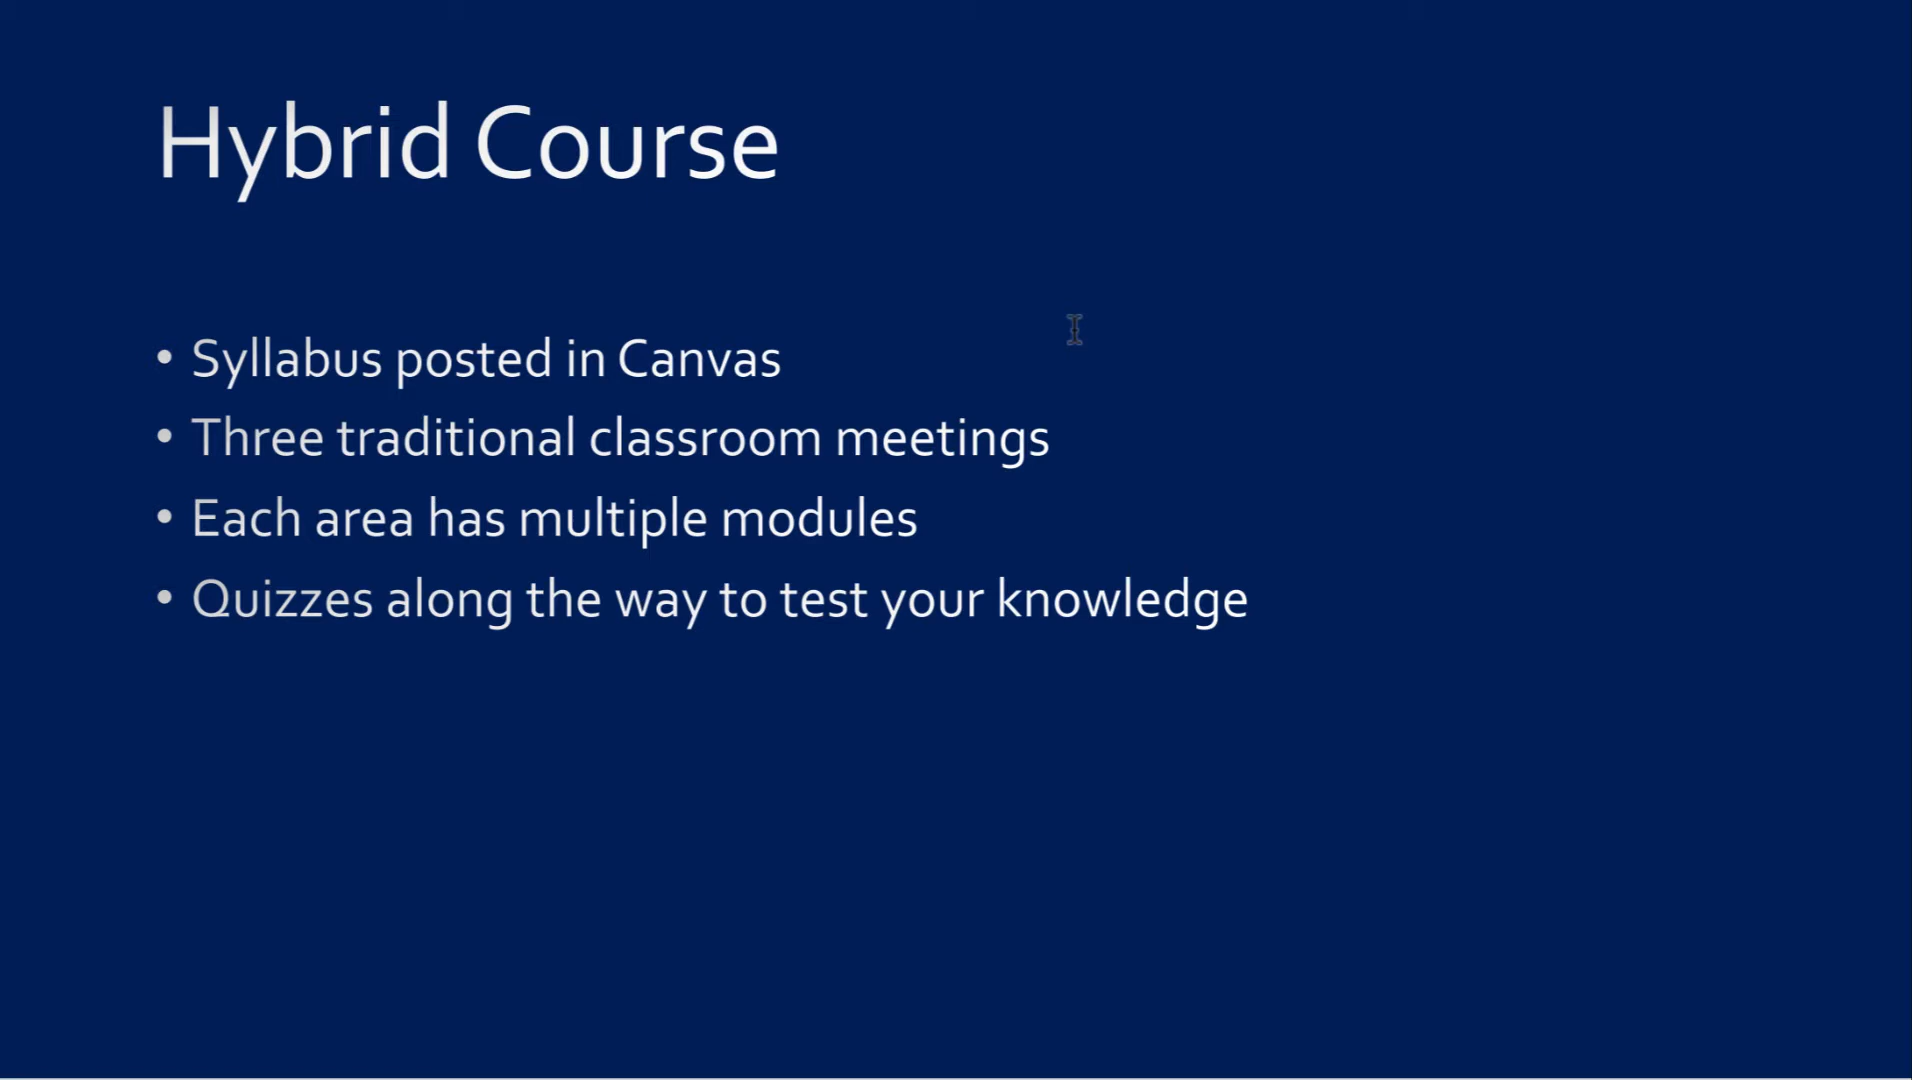 Hybrid Course
• Syllabus posted in Canvas
• Three traditional classroom meetings
• Each area has multiple modules
• Quizzes along the way to test your knowledge